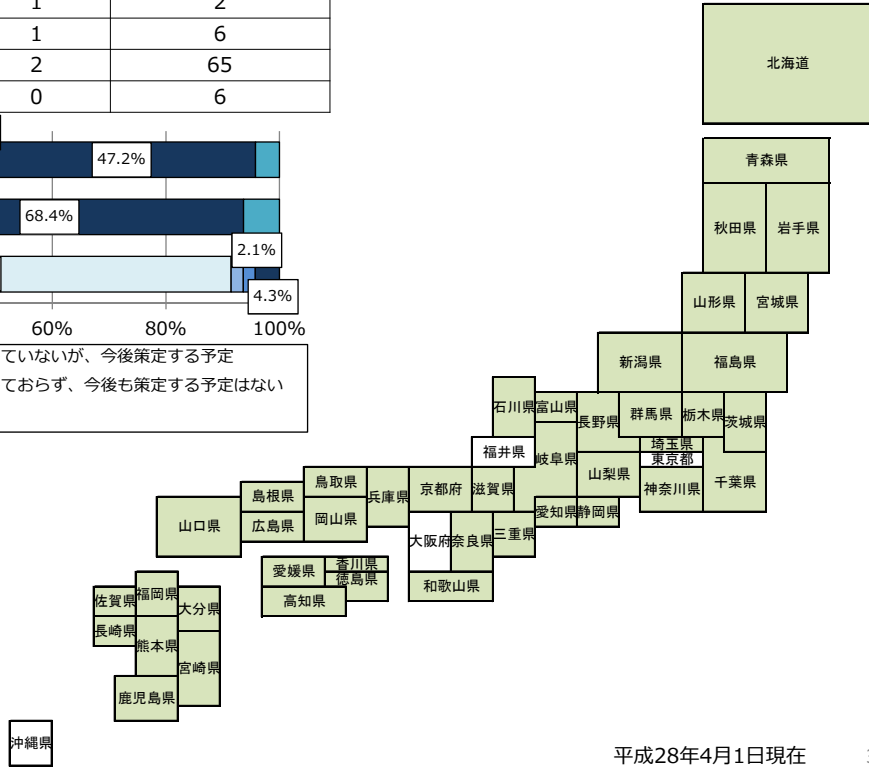 1 2
1 6
2 65
0 6
47.2%
68.4%
2.1%
4.3%
60% 80% 100%
ていないが、今後策定する予定
ておらず、今後も策定する予定はない
北海道
青森県
秋田県 岩手県
山形県 宮城県
新潟県 福島県
石川県 富山県 長野県 群馬県 栃木県 茨城県
福井県 岐阜県 埼玉県
東京都
山梨県 神奈川県 千葉県
鳥取県 兵庫県 京都府 滋賀県
島根県
山口県 広島県 岡山県 愛知県 静岡県
大阪府 奈良県 三重県
愛媛県 香川県
徳島県 和歌山県
高知県
佐賀県 福岡県 大分県
長崎県 熊本県
宮崎県
鹿児島県
沖縄県
平成28年4月1日現在